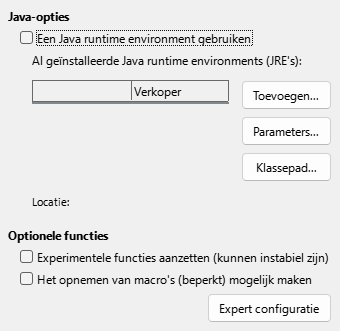 Java-opties
Een Java runtime environment gebruiken
Al geïnstalleerde Java runtime environments (JRE's):
Verkoper
Toevoegen...
Parameters...
Klassepad...
Locatie:
Optionele functies
Experimentele functies aanzetten (kunnen instabiel zijn)
Het opnemen van macro's (beperkt) mogelijk maken
Expert configuratie